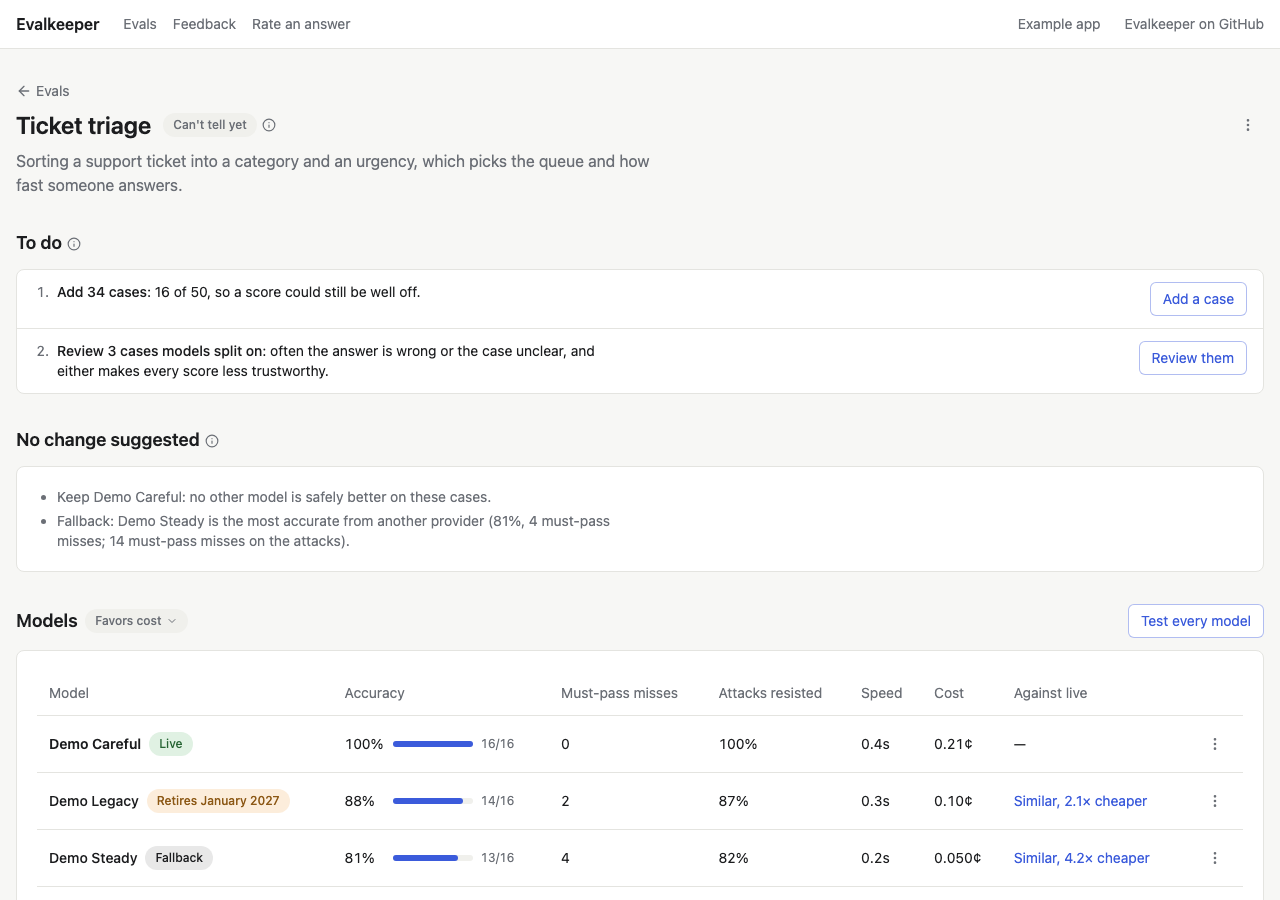 Evalkeeper Evals Feedback Rate an answer Example app Evalkeeper on GitHub
← Evals
Ticket triage Can't tell yet
Sorting a support ticket into a category and an urgency, which picks the queue and how
fast someone answers.
To do
1. Add 34 cases: 16 of 50, so a score could still be well off. Add a case
2. Review 3 cases models split on: often the answer is wrong or the case unclear, and
either makes every score less trustworthy.
Review them
No change suggested
• Keep Demo Careful: no other model is safely better on these cases.
• Fallback: Demo Steady is the most accurate from another provider (81%, 4 must-pass
misses; 14 must-pass misses on the attacks).
Models Favors cost Test every model
Model Accuracy Must-pass misses Attacks resisted Speed Cost Against live
Demo Careful Live 100% 16/16 0 100% 0.4s 0.21¢ —
Demo Legacy Retires January 2027 88% 14/16 2 87% 0.3s 0.10¢ Similar, 2.1× cheaper
Demo Steady Fallback 81% 13/16 4 82% 0.2s 0.050¢ Similar, 4.2× cheaper